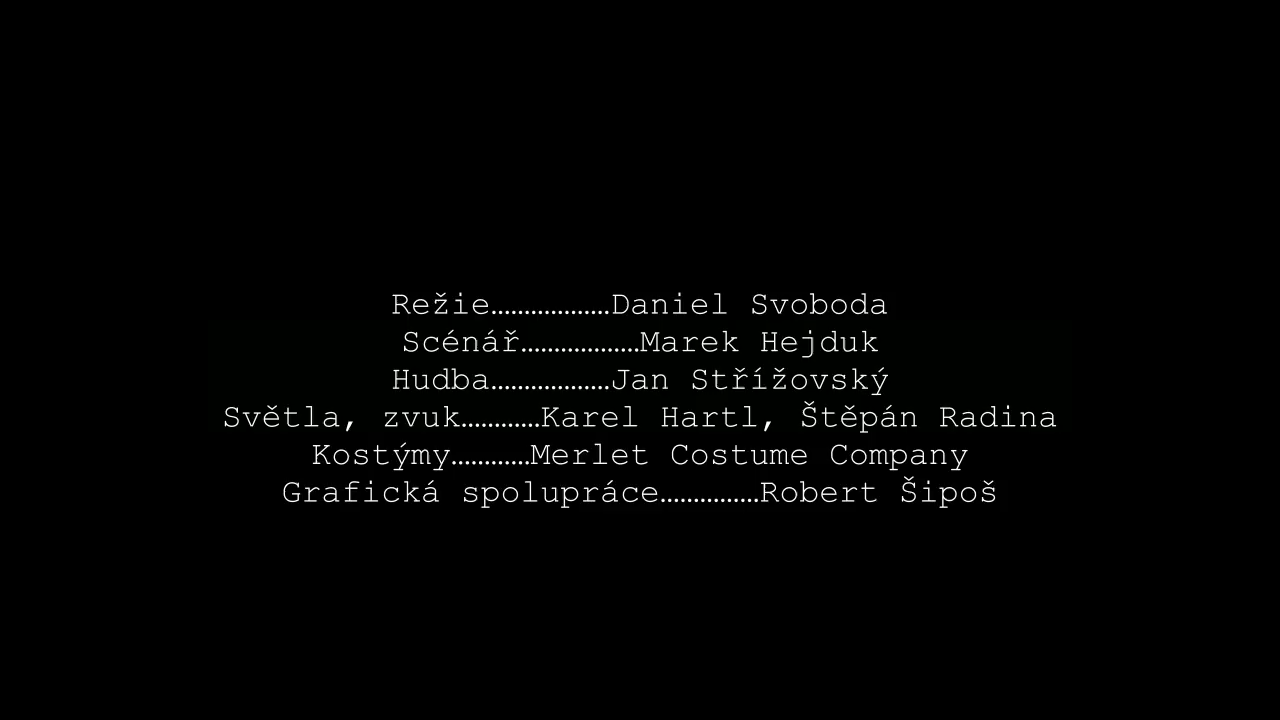 Režie………………Daniel Svoboda
Scénář………………Marek Hejduk
Hudba………………Jan Střížovský
Světla, zvuk…………Karel Hartl, Štěpán Radina
Kostýmy…………Merlet Costume Company
Grafická spolupráce……………Robert Šipoš